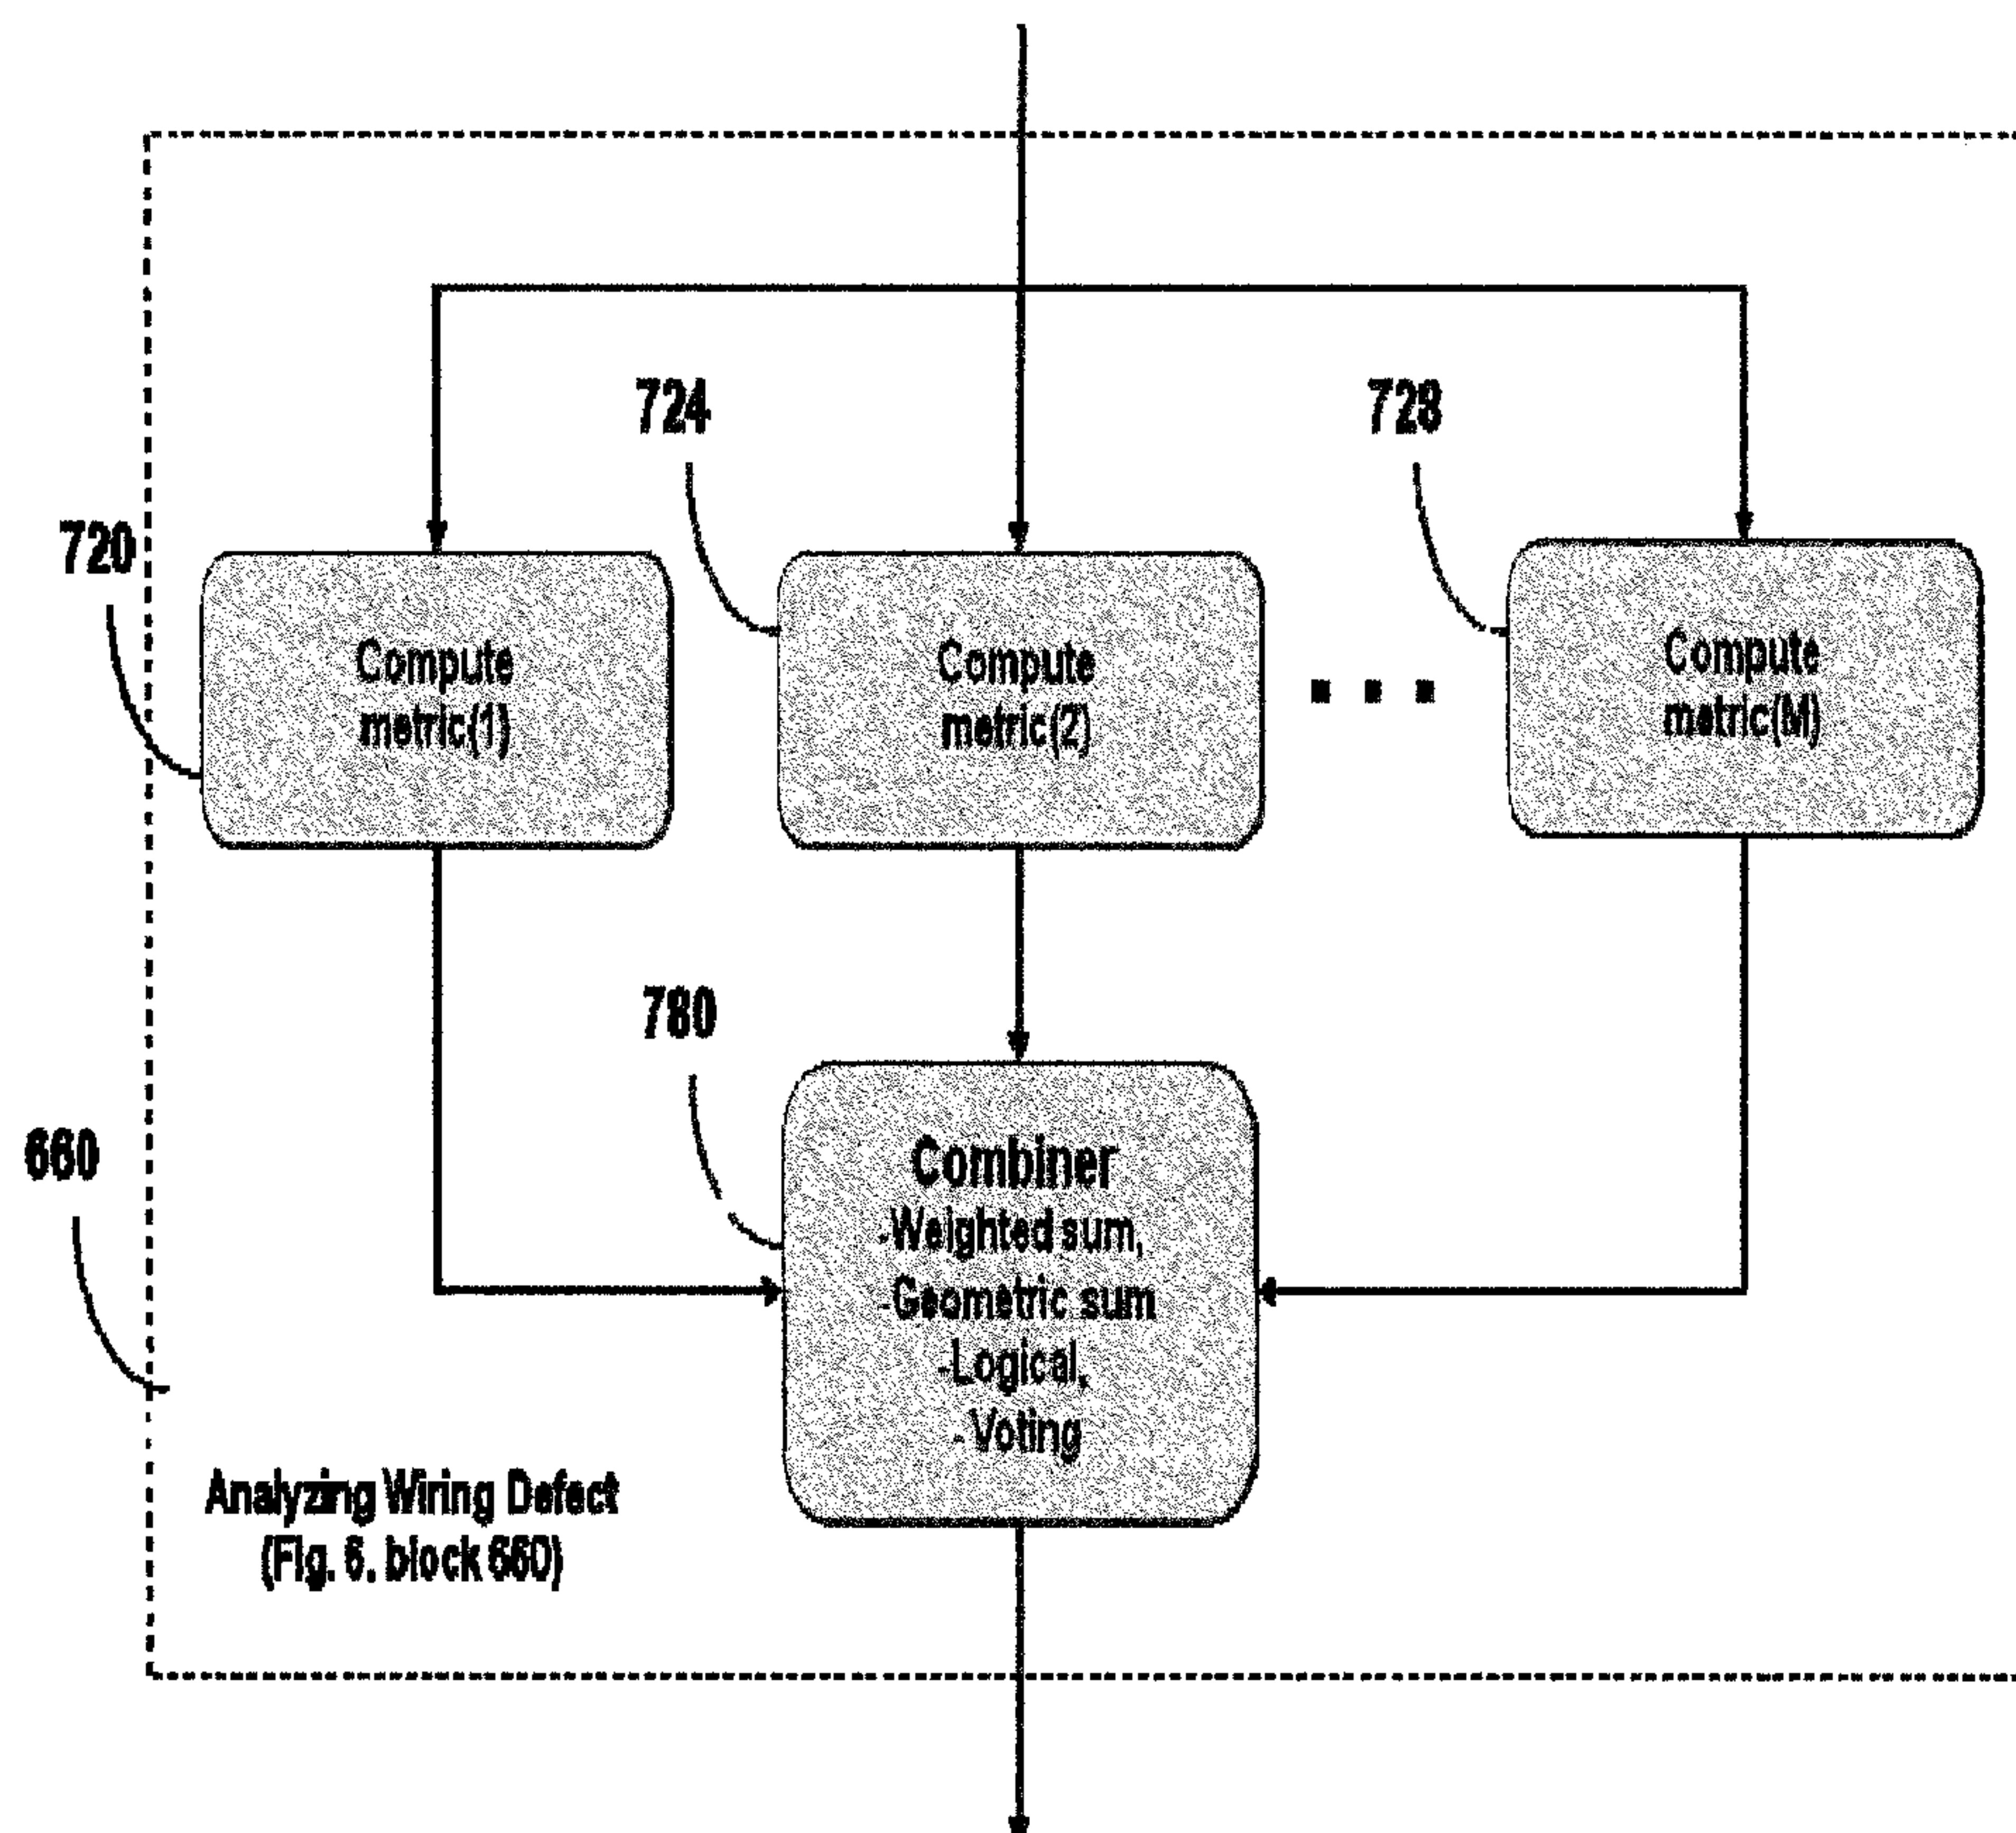 724
728
720
Compute
metric(1)
Compute
metric(2)
Compute
metric(M)
780
660
Combiner
-Weighted sum,
-Geometric sum
-Logical,
- Voting
Analyzing Wiring Defect
(Fig. 6. block 660)